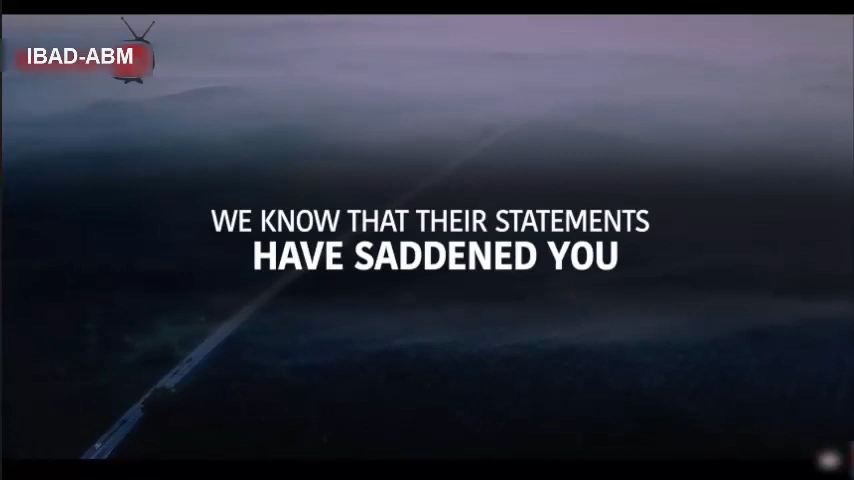 IBAD-ABM
WE KNOW THAT THEIR STATEMENTS
HAVE SADDENED YOU